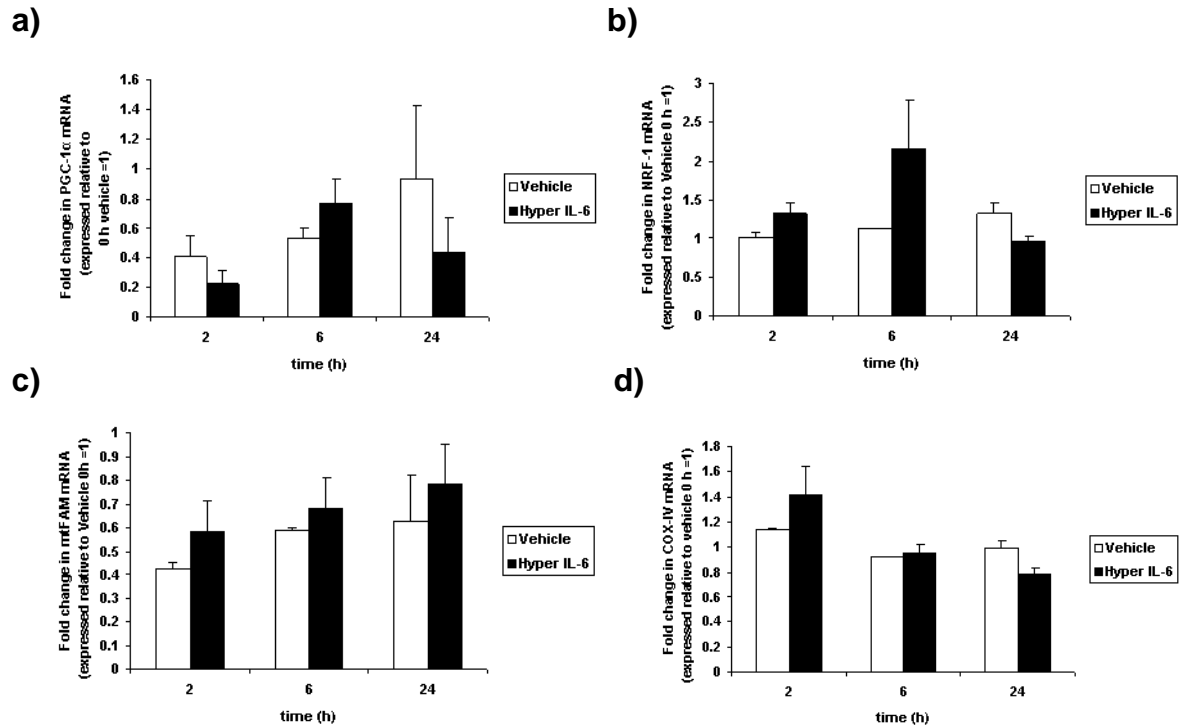 a)
Fold change in PGC-1α mRNA
(expressed relative to
0 h vehicle =1)
1.6
1.4
1.2
1
0.8
0.6
0.4
0.2
0
2
6
24
time (h)
Vehicle
Hyper IL-6
b)
Fold change in NRF-1 mRNA
(expressed relative to Vehicle 0 h =1)
3
2.5
2
1.5
1
0.5
0
2
6
24
time (h)
Vehicle
Hyper IL-6
c)
Fold change in mtFAM mRNA
(expressed relative to Vehicle 0h =1)
1
0.9
0.8
0.7
0.6
0.5
0.4
0.3
0.2
0.1
0
2
6
24
time (h)
Vehicle
Hyper IL-6
d)
Fold change in COX-IV mRNA
(expressed relative to vehicle 0 h =1)
1.8
1.6
1.4
1.2
1
0.8
0.6
0.4
0.2
0
2
6
24
time (h)
Vehicle
Hyper IL-6